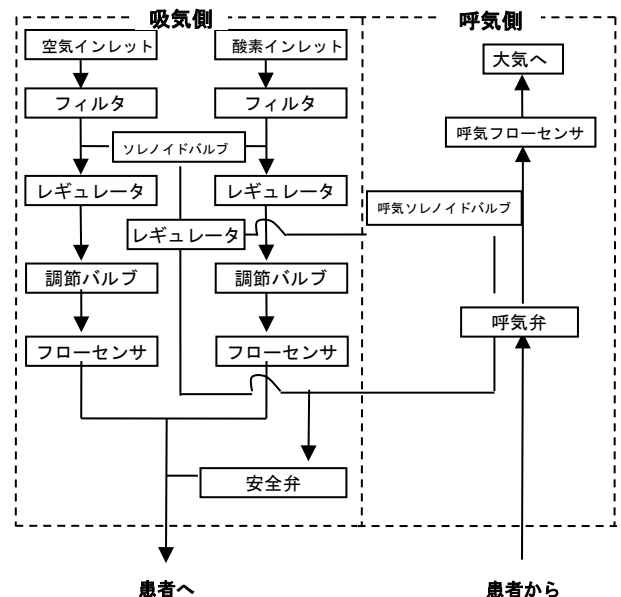 吸気側
呼気側
空気インレット
酸素インレット
大気へ
フィルタ
フィルタ
呼気フローセンサ
ソレノイドバルブ
レギュレータ
レギュレータ
呼気ソレノイドバルブ
レギュレータ
調節バルブ
調節バルブ
呼気弁
フローセンサ
フローセンサ
安全弁
患者へ
患者から